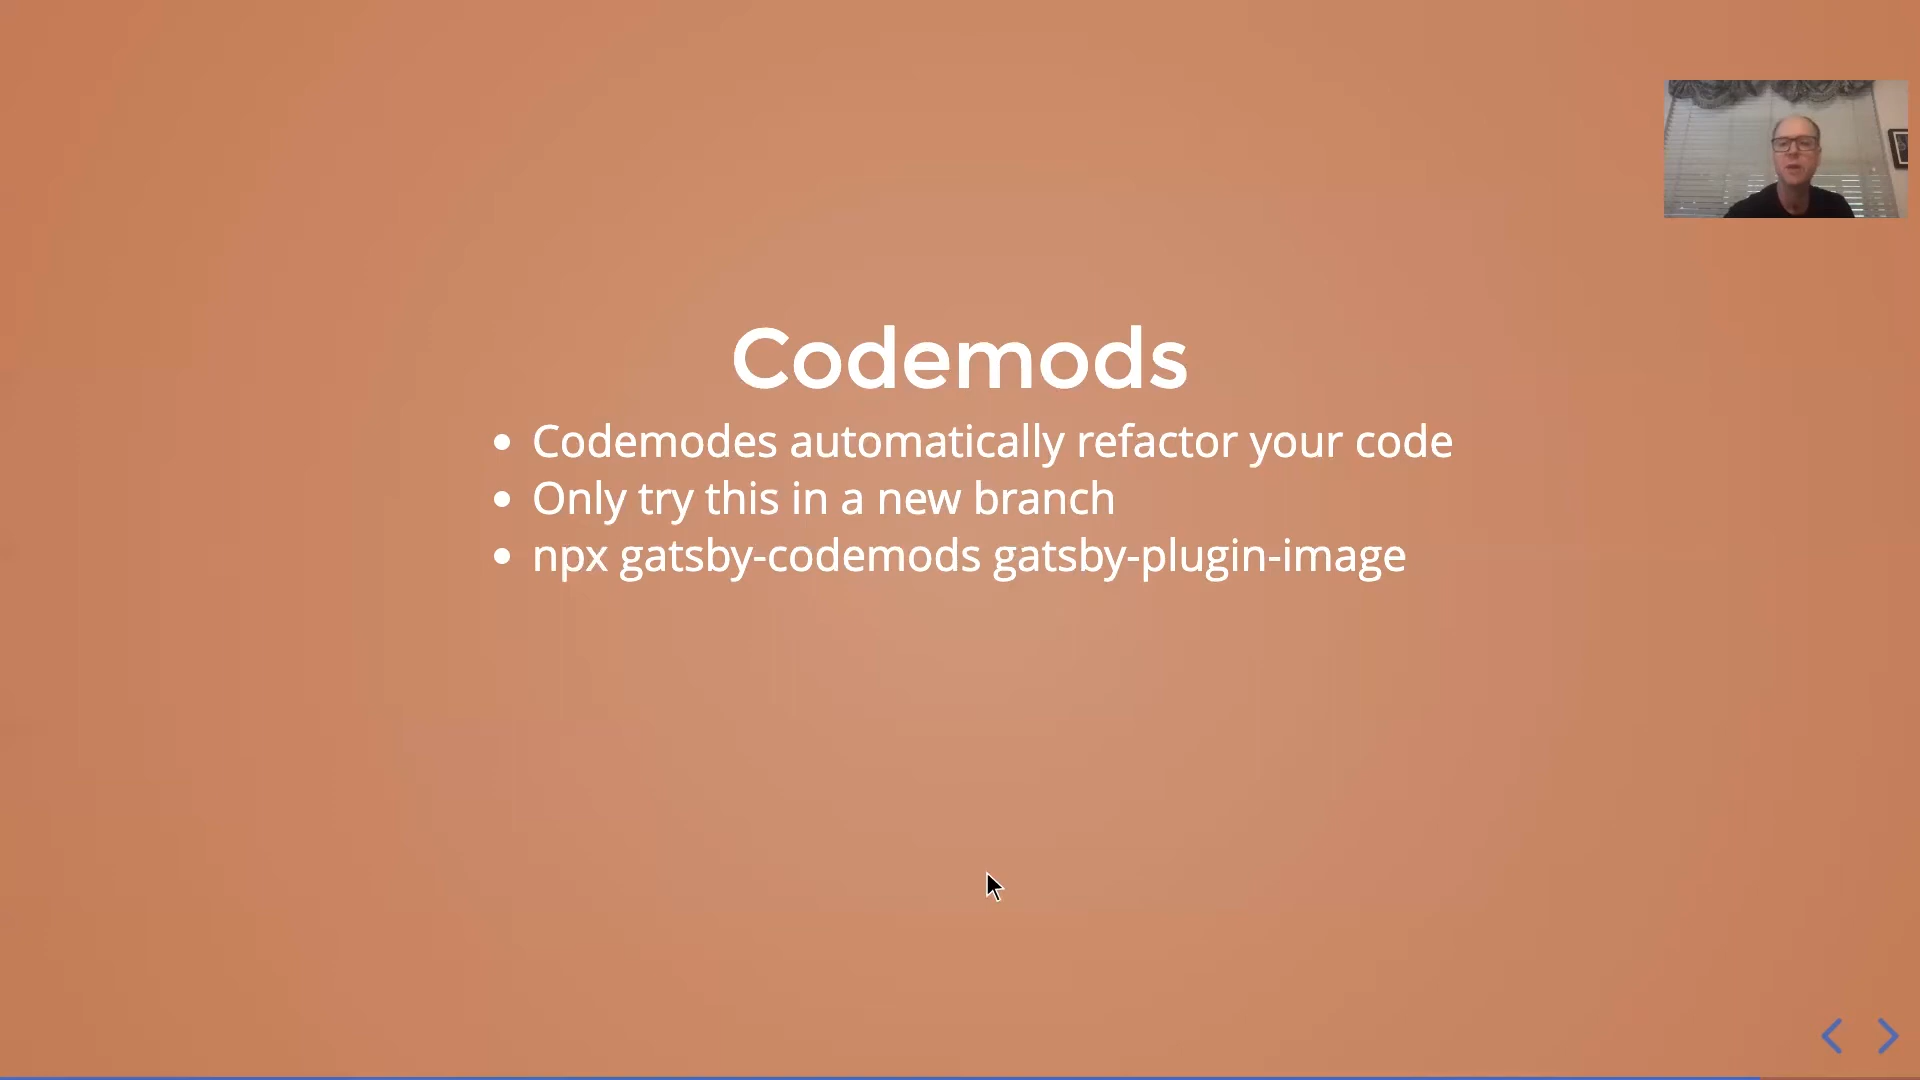 Codemods
• Codemodes automatically refactor your code
• Only try this in a new branch
• npx gatsby-codemods gatsby-plugin-image